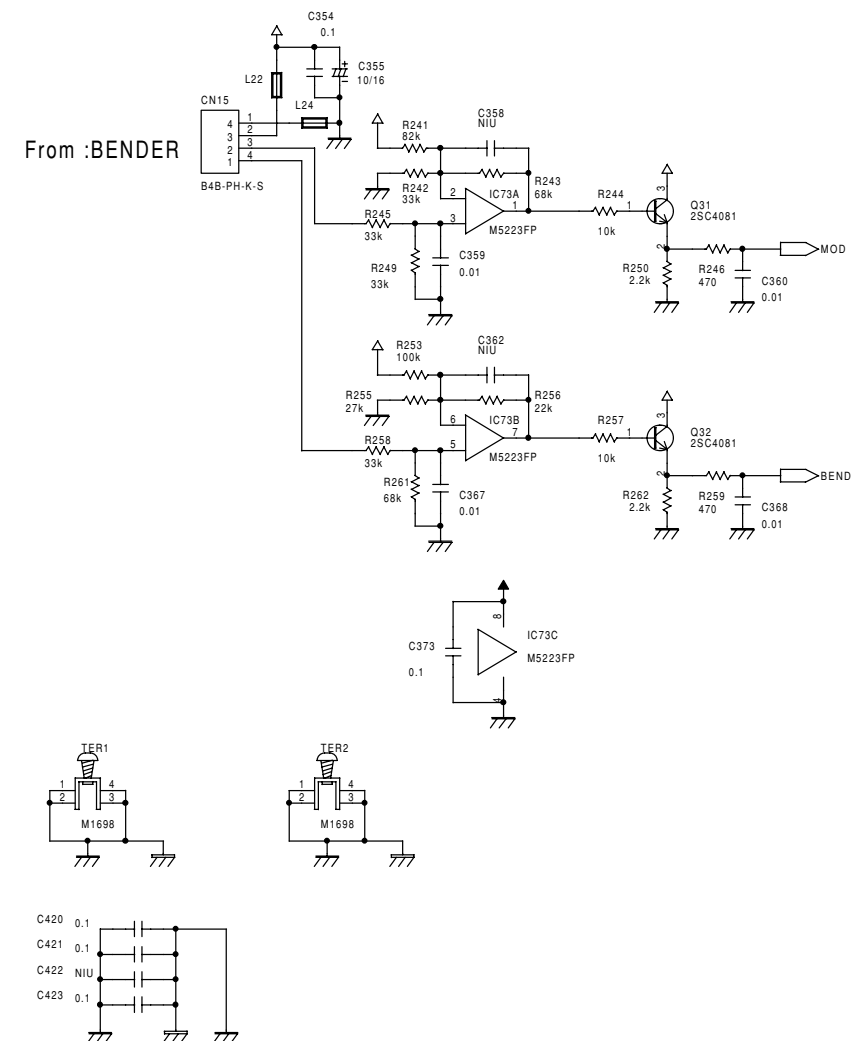 C354
0.1
C355
10/16
L22
L24
CN15
4 1
3 2
2 3
1 4
B4B-PH-K-S
From :BENDER
R241
82k
C358
NIU
R242
33k
R243
68k
2
3
1
IC73A
M5223FP
R245
33k
R249
33k
C359
0.01
R244
10k
1
3
2
Q31
2SC4081
R250
2.2k
R246
470
C360
0.01
MOD
R253
100k
C362
NIU
R255
27k
R256
22k
6
5
7
IC73B
M5223FP
R258
33k
R261
68k
C367
0.01
R257
10k
1
3
2
Q32
2SC4081
R262
2.2k
R259
470
C368
0.01
BEND
C373
0.1
8
4
IC73C
M5223FP
TER1
1 4
2 3
M1698
TER2
1 4
2 3
M1698
C420 0.1
C421 0.1
C422 NIU
C423 0.1